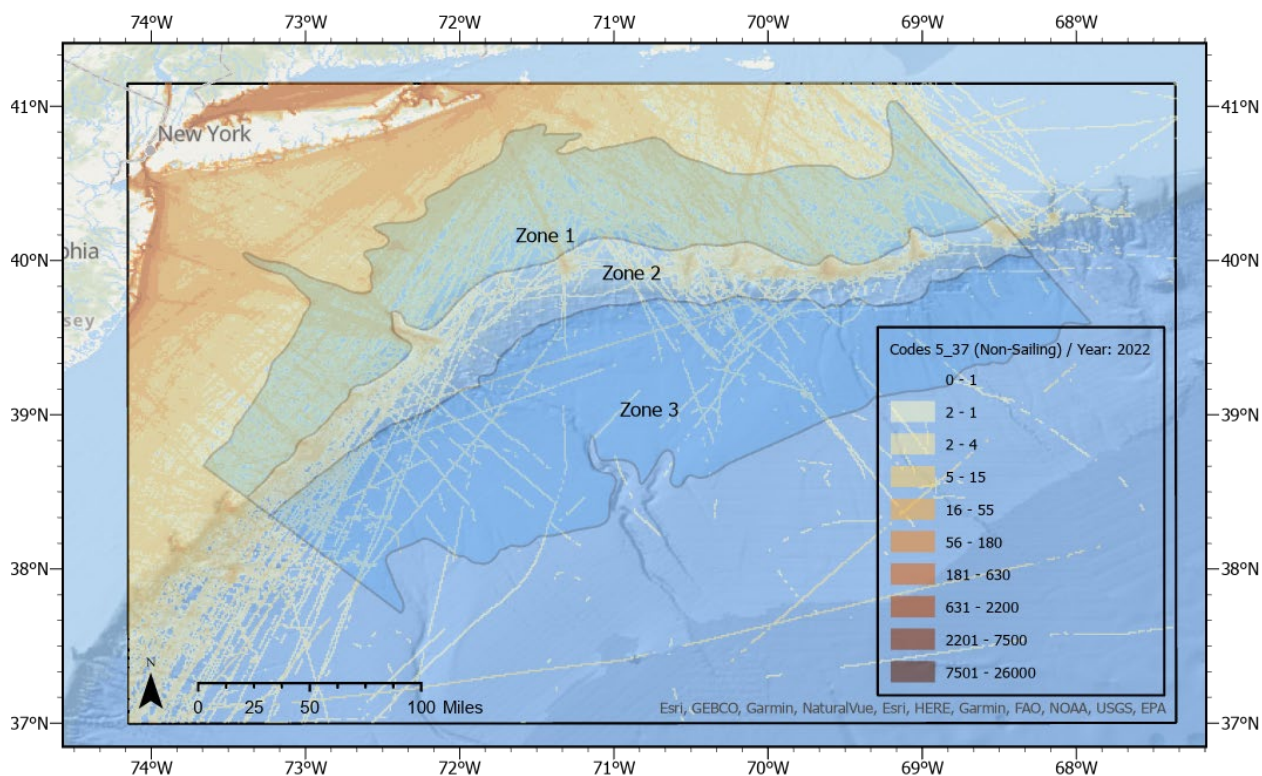 74°W 73°W 72°W 71°W 70°W 69°W 68°W
41°N 41°N
New York
Zone 1
phia
40°N 40°N
Zone 2
sey
Codes 5_37 (Non-Sailing) / Year: 2022
0 - 1
39°N 39°N
Zone 3
2 - 1
2 - 4
5 - 15
16 - 55
56 - 180
38°N 38°N
181 - 630
631 - 2200
2201 - 7500
7501 - 26000
N
0 25 50 100 Miles
Esri, GEBCO, Garmin, NaturalVue, Esri, HERE, Garmin, FAO, NOAA, USGS, EPA
37°N 37°N
74°W 73°W 72°W 71°W 70°W 69°W 68°W